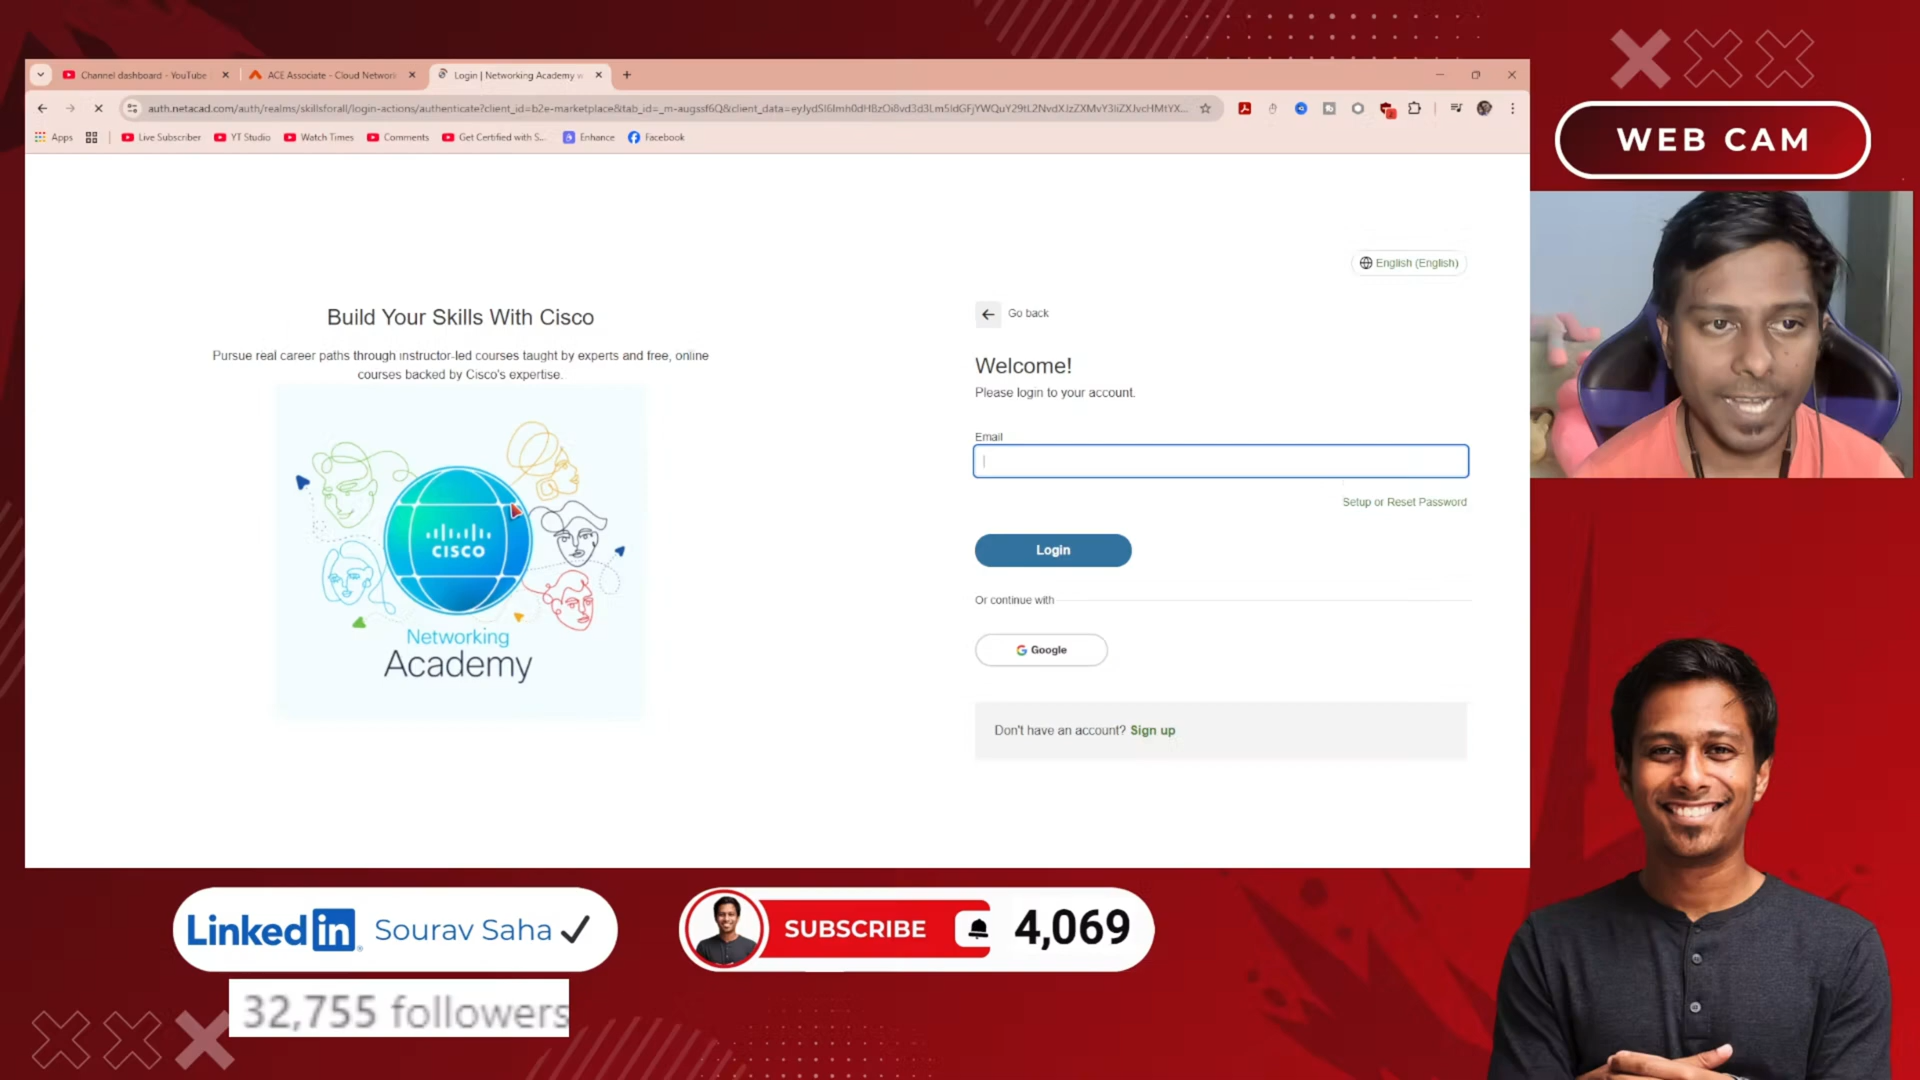 Channel dashboard - YouTube
ACE Associate - Cloud Network
Login | Networking Academy w
WEB CAM
Apps
Live Subscriber
YT Studio
Watch Times
Comments
Get Certified with S...
Enhance
Facebook
English (English)
Go back
Build Your Skills With Cisco
Pursue real career paths through instructor-led courses taught by experts and free, online
courses backed by Cisco's expertise.
Welcome!
Please login to your account.
Email
Setup or Reset Password
CISCO
Login
Or continue with
Networking
Academy
Google
Don't have an account? Sign up
LinkedIn Sourav Saha
SUBSCRIBE
4,069
32,755 followers